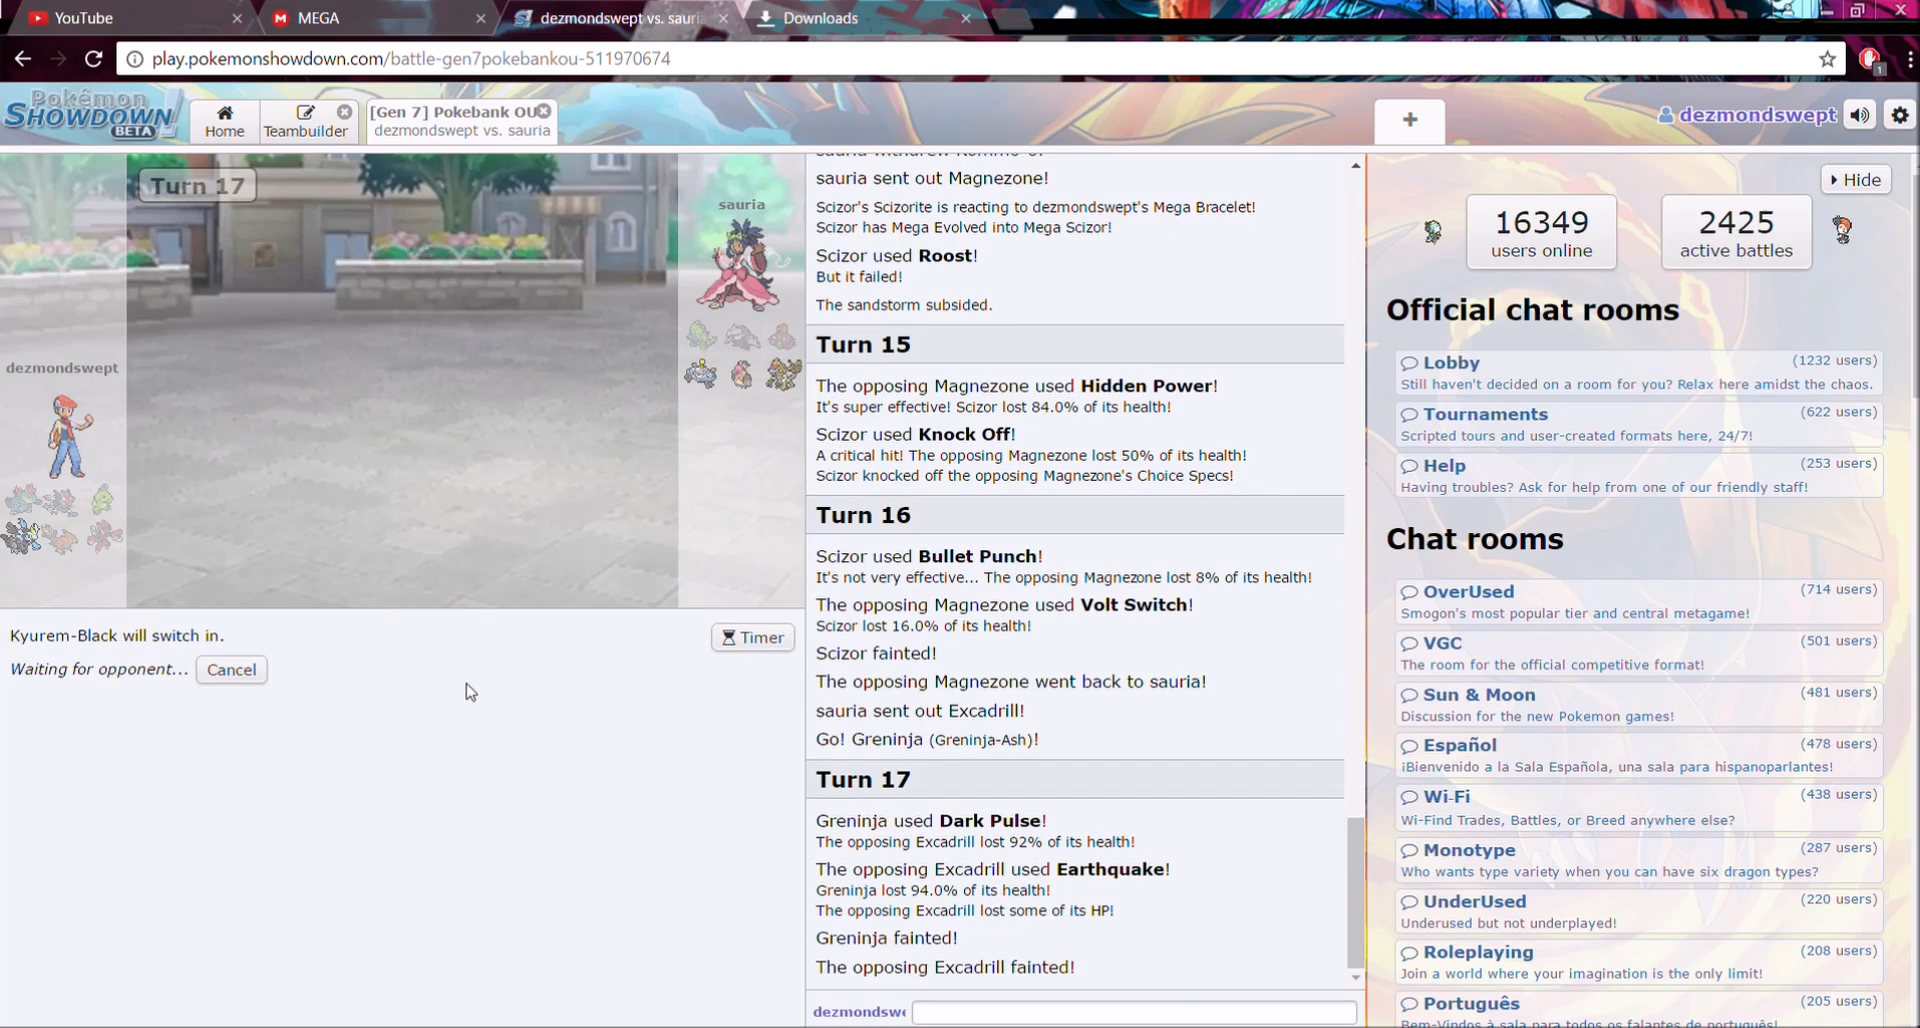 YouTube
MEGA
dezmondswept vs. sauri
Downloads
play.pokemonshowdown.com/battle-gen7pokebankou-511970674
1
Pokémon
SHOWDOWN
BETA
Home
Teambuilder
[Gen 7] Pokebank OU
dezmondswept vs. sauria
+
dezmondswept
Turn 17
sauria
dezmondswept
Kyurem-Black will switch in.
Timer
Waiting for opponent...
Cancel
sauria sent out Magnezone!
Scizor's Scizorite is reacting to dezmondswept's Mega Bracelet!
Scizor has Mega Evolved into Mega Scizor!
Scizor used Roost!
But it failed!
The sandstorm subsided.
Turn 15
The opposing Magnezone used Hidden Power!
It's super effective! Scizor lost 84.0% of its health!
Scizor used Knock Off!
A critical hit! The opposing Magnezone lost 50% of its health!
Scizor knocked off the opposing Magnezone's Choice Specs!
Turn 16
Scizor used Bullet Punch!
It's not very effective... The opposing Magnezone lost 8% of its health!
The opposing Magnezone used Volt Switch!
Scizor lost 16.0% of its health!
Scizor fainted!
The opposing Magnezone went back to sauria!
sauria sent out Excadrill!
Go! Greninja (Greninja-Ash)!
Turn 17
Greninja used Dark Pulse!
The opposing Excadrill lost 92% of its health!
The opposing Excadrill used Earthquake!
Greninja lost 94.0% of its health!
The opposing Excadrill lost some of its HP!
Greninja fainted!
The opposing Excadrill fainted!
dezmondswe
Hide
16349
users online
2425
active battles
Official chat rooms
Lobby (1232 users)
Still haven't decided on a room for you? Relax here amidst the chaos.
Tournaments (622 users)
Scripted tours and user-created formats here, 24/7!
Help (253 users)
Having troubles? Ask for help from one of our friendly staff!
Chat rooms
OverUsed (714 users)
Smogon's most popular tier and central metagame!
VGC (501 users)
The room for the official competitive format!
Sun & Moon (481 users)
Discussion for the new Pokemon games!
Español (478 users)
¡Bienvenido a la Sala Española, una sala para hispanoparlantes!
Wi-Fi (438 users)
Wi-Find Trades, Battles, or Breed anywhere else?
Monotype (287 users)
Who wants type variety when you can have six dragon types?
UnderUsed (220 users)
Underused but not underplayed!
Roleplaying (208 users)
Join a world where your imagination is the only limit!
Português (205 users)
Bem-Vindos à sala para todos os falantes de português!